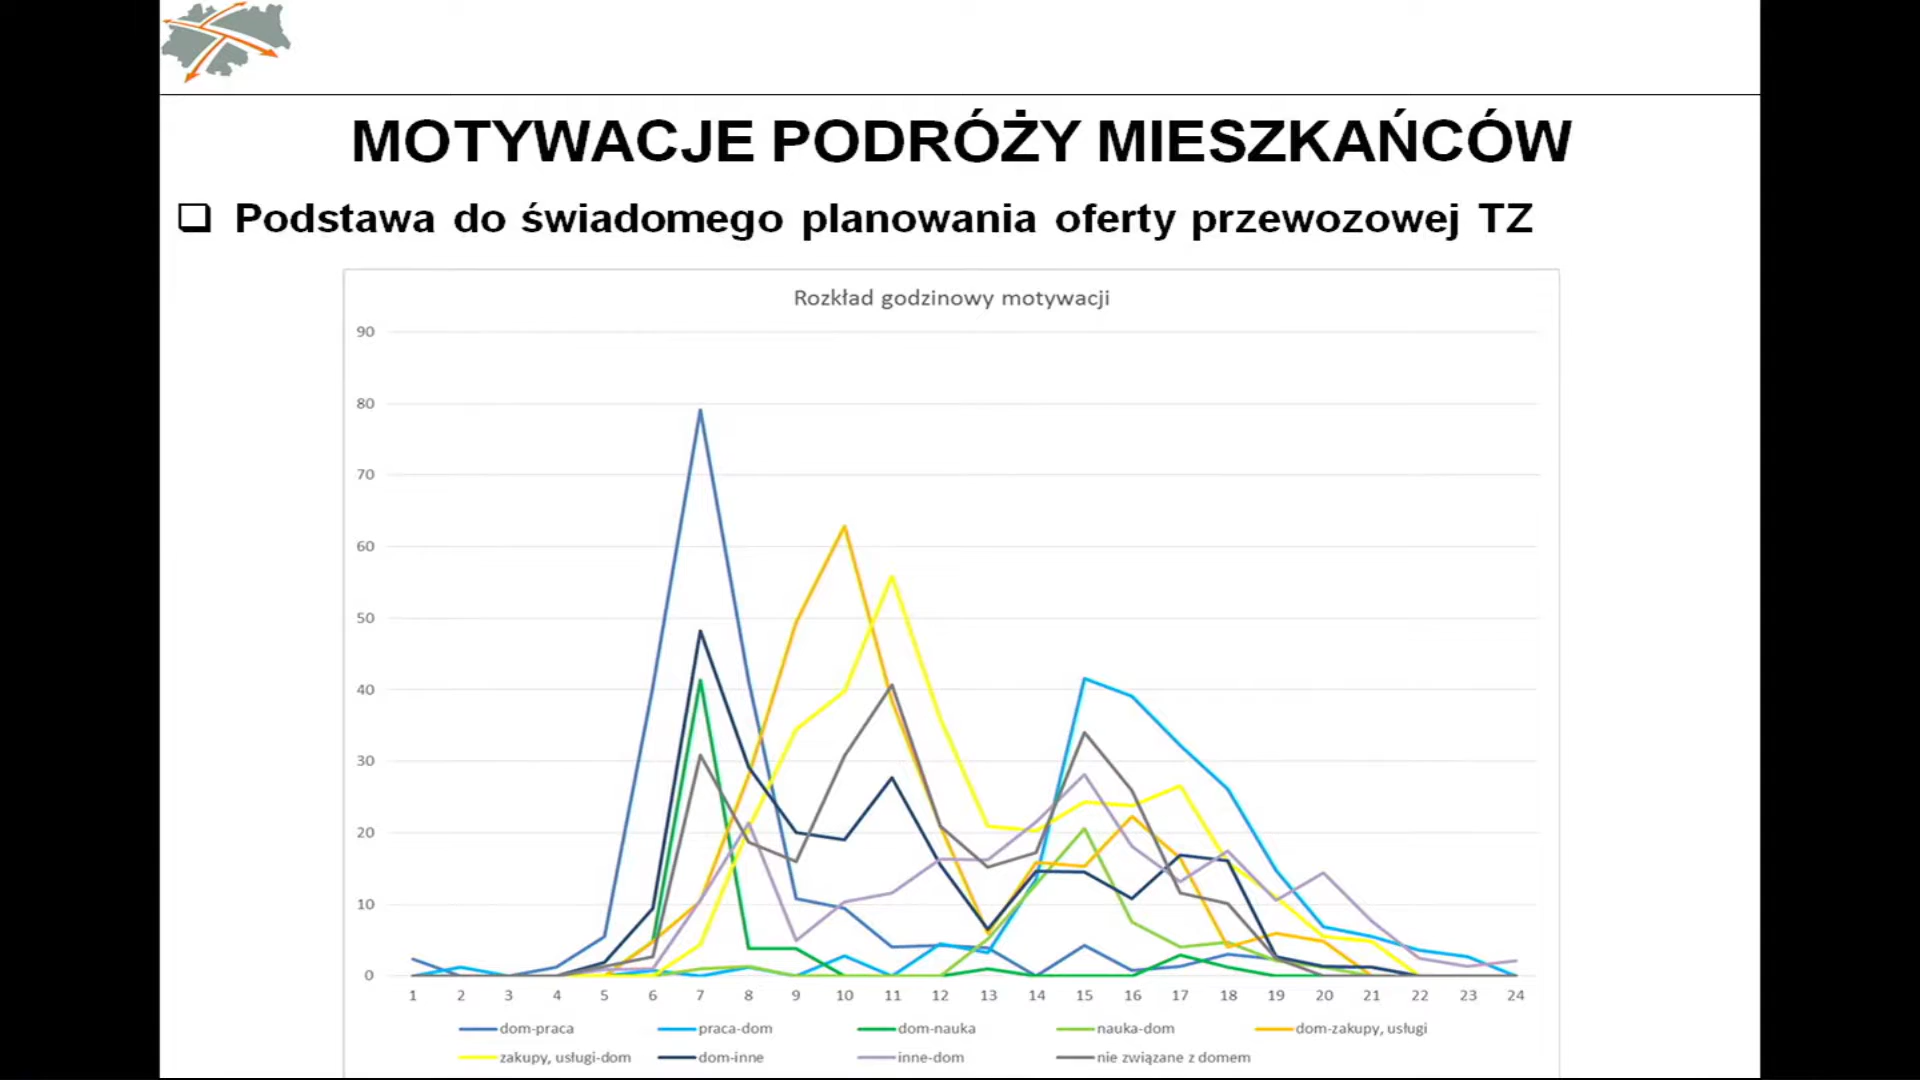 MOTYWACJE PODRÓŻY MIESZKAŃCÓW
Podstawa do świadomego planowania oferty przewozowej TZ
Rozkład godzinowy motywacji
90
80
70
60
50
40
30
20
10
0
1 2 3 4 5 6 7 8 9 10 11 12 13 14 15 16 17 18 19 20 21 22 23 24
dom-praca praca-dom dom-nauka nauka-dom dom-zakupy, usługi
zakupy, usługi-dom dom-inne inne-dom nie związane z domem